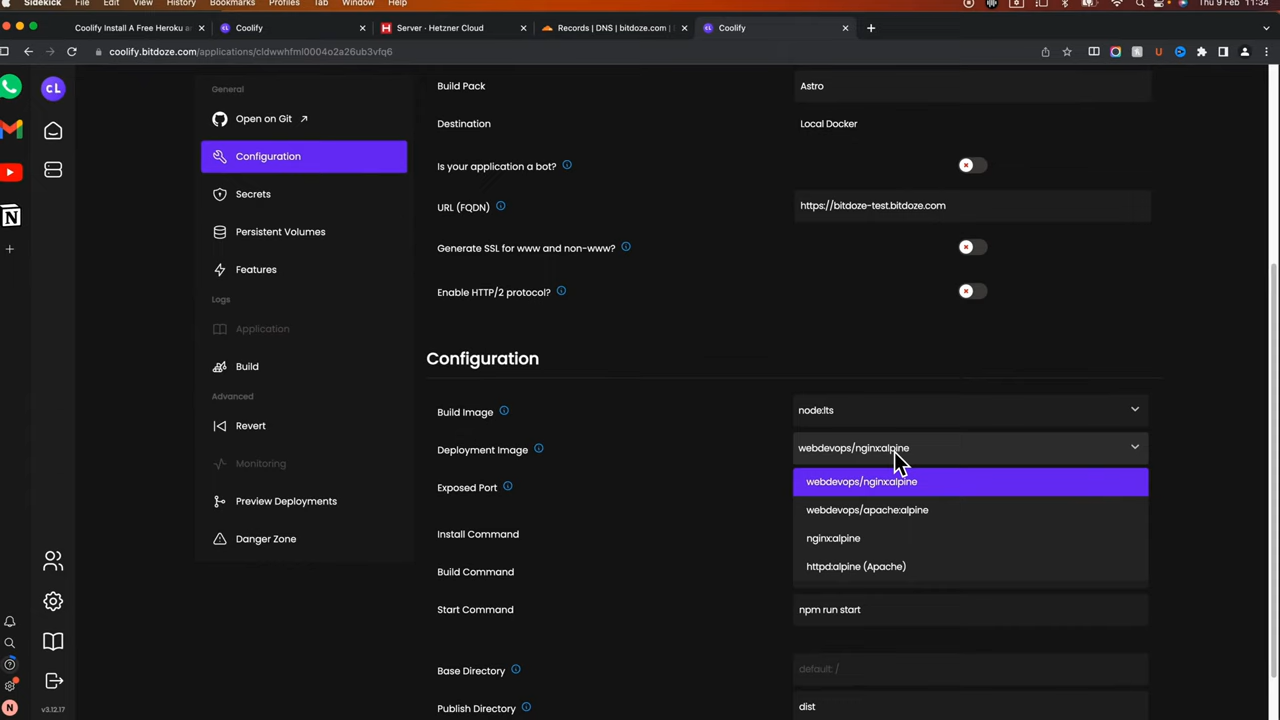 Sidekick File Edit View History Bookmarks Profiles Tab Window Help Thu 9 Feb 11:34
Coolify Install A Free Heroku a
Coolify
Server · Hetzner Cloud
Records | DNS | bitdoze.com |
Coolify
coolify.bitdoze.com/applications/cldwwhfml0004o2a26ub3vfq6
CL
General
Open on Git
Configuration
Secrets
Persistent Volumes
Features
Logs
Application
Build
Advanced
Revert
Monitoring
Preview Deployments
Danger Zone
Build Pack Astro
Destination Local Docker
Is your application a bot?
URL (FQDN) https://bitdoze-test.bitdoze.com
Generate SSL for www and non-www?
Enable HTTP/2 protocol?
Configuration
Build Image node:lts
Deployment Image webdevops/nginx:alpine
webdevops/nginx:alpine
webdevops/apache:alpine
nginx:alpine
httpd:alpine (Apache)
Exposed Port
Install Command
Build Command
Start Command npm run start
Base Directory default: /
Publish Directory dist
N
v3.12.17